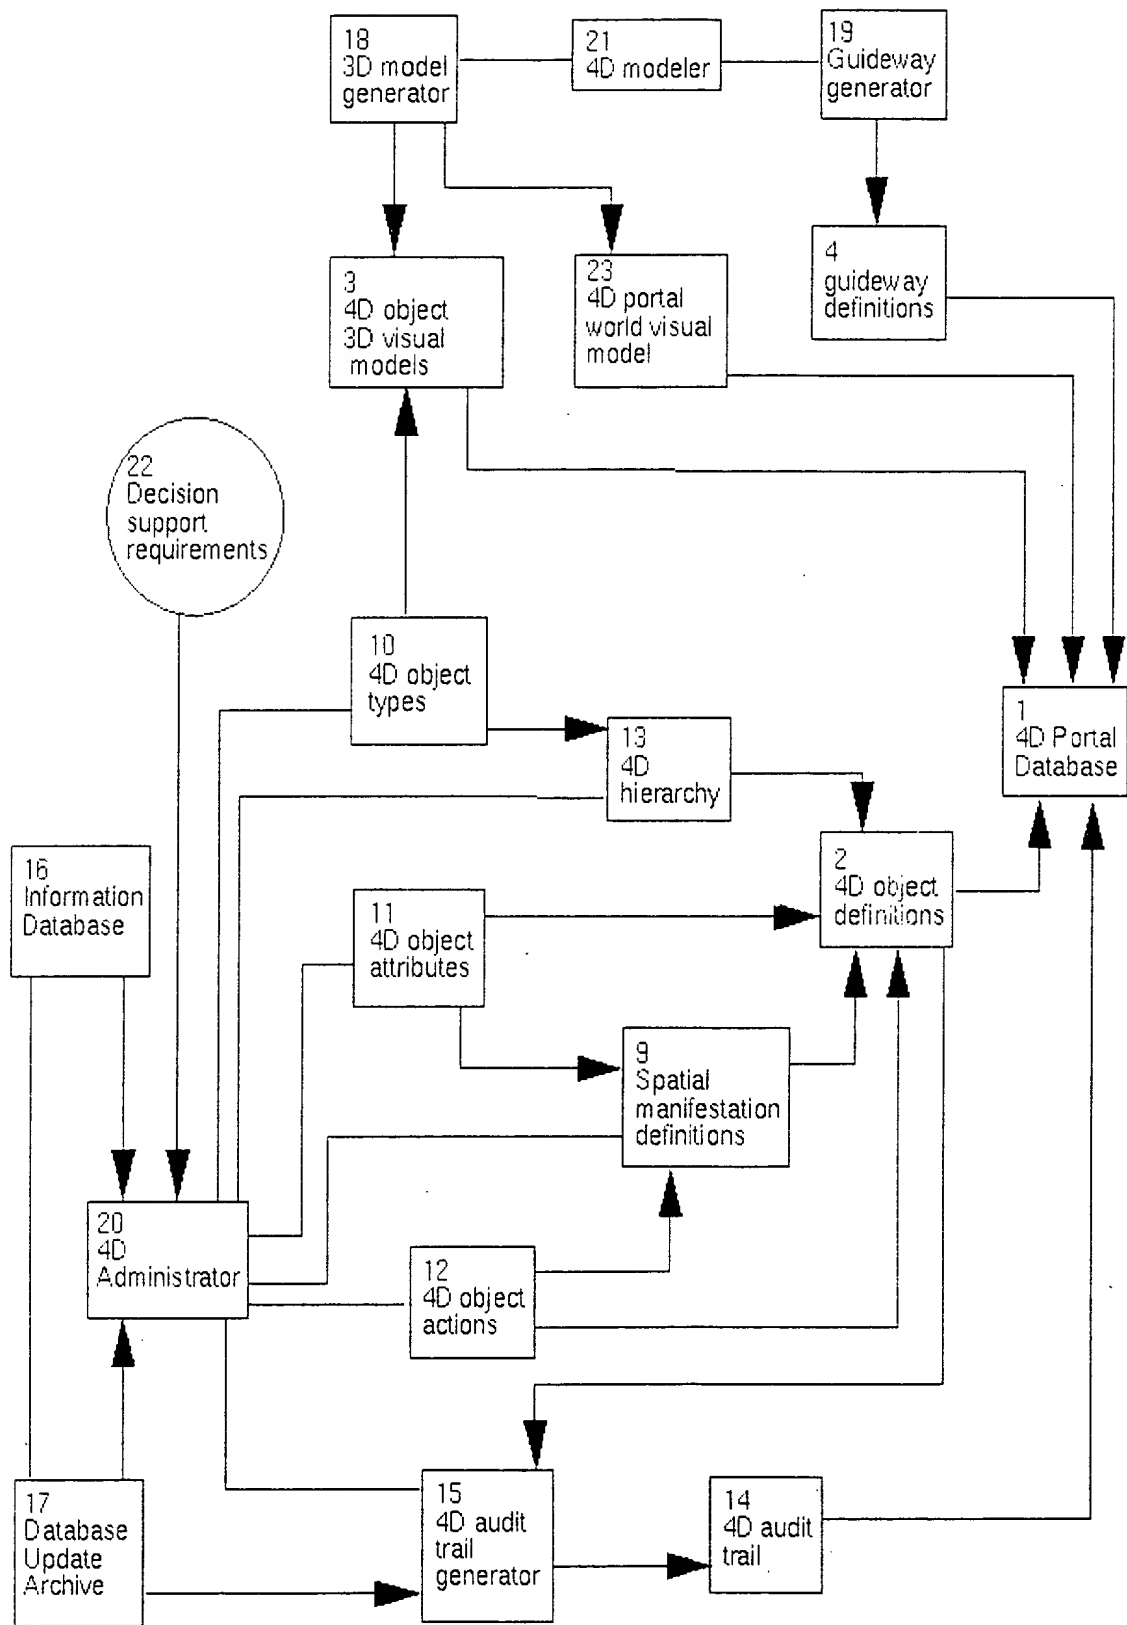 18
3D model
generator
21
4D modeler
19
Guideway
generator
3
4D object
3D visual
models
23
4D portal
world visual
model
4
guideway
definitions
22
Decision
support
requirements
10
4D object
types
13
4D
hierarchy
1
4D Portal
Database
16
Information
Database
11
4D object
attributes
2
4D object
definitions
9
Spatial
manifestation
definitions
20
4D
Administrator
12
4D object
actions
17
Database
Update
Archive
15
4D audit
trail
generator
14
4D audit
trail